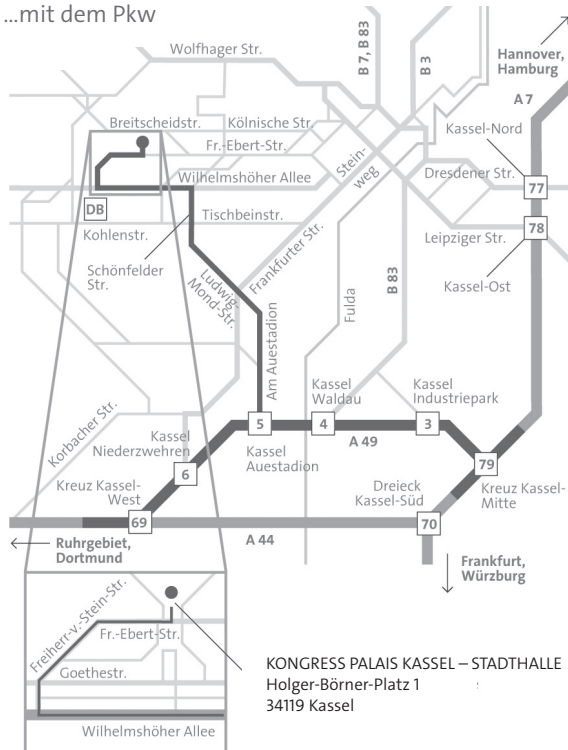 ...mit dem Pkw
Wolfhager Str.
B 7, B 83
B 3
Hannover,
Hamburg
A 7
Breitscheidstr.
Kölnische Str.
Kassel-Nord
Fr.-Ebert-Str.
Stein-
weg
Dresdener Str.
77
Wilhelmshöher Allee
DB
Tischbeinstr.
78
Kohlenstr.
Leipziger Str.
Schönfelder
Str.
Frankfurter Str.
Kassel-Ost
Ludwig-
Mond-Str.
Fulda
B 83
Am Auestadion
Kassel
Waldau
Kassel
Industriepark
Korbacher Str.
5
4
3
Kassel
Niederzwehren
Kassel
Auestadion
A 49
6
79
Kreuz Kassel-
West
Dreieck
Kassel-Süd
Kreuz Kassel-
Mitte
69
70
A 44
Ruhrgebiet,
Dortmund
Frankfurt,
Würzburg
Freiherr-v.-Stein-Str.
Fr.-Ebert-Str.
Goethestr.
Wilhelmshöher Allee
KONGRESS PALAIS KASSEL – STADTHALLE
Holger-Börner-Platz 1
34119 Kassel